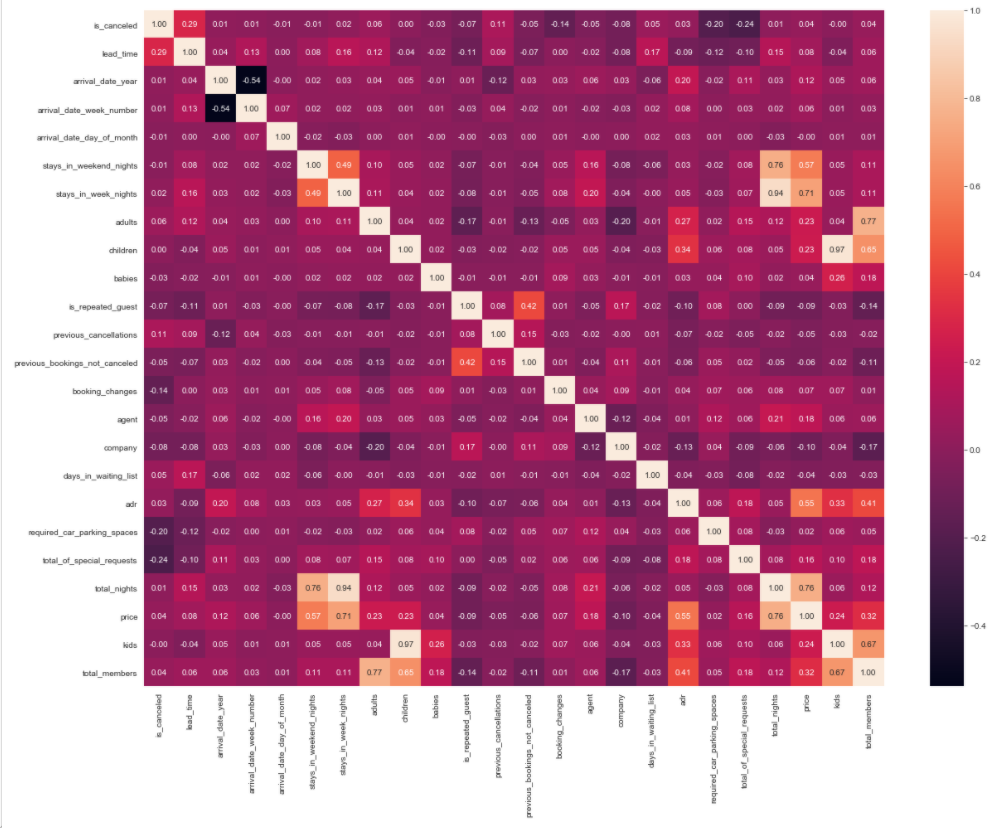 is_canceled 1.00 0.29 0.01 0.01 -0.01 -0.01 0.02 0.06 0.00 -0.03 -0.07 0.11 -0.05 -0.14 -0.05 -0.08 0.05 0.03 -0.20 -0.24 0.01 0.04 -0.00 0.04
lead_time 0.29 1.00 0.04 0.13 0.00 0.08 0.16 0.12 -0.04 -0.02 -0.11 0.09 -0.07 0.00 -0.02 -0.08 0.17 -0.09 -0.12 -0.10 0.15 0.08 -0.04 0.06
arrival_date_year 0.01 0.04 1.00 -0.54 -0.00 0.02 0.03 0.04 0.05 -0.01 0.01 -0.12 0.03 0.03 0.06 0.03 -0.06 0.20 -0.02 0.11 0.03 0.12 0.05 0.06
arrival_date_week_number 0.01 0.13 -0.54 1.00 0.07 0.02 0.02 0.03 0.01 0.01 -0.03 0.04 -0.02 0.01 -0.02 -0.03 0.02 0.08 0.00 0.03 0.02 0.06 0.01 0.03
arrival_date_day_of_month -0.01 0.00 -0.00 0.07 1.00 -0.02 -0.03 0.00 0.01 -0.00 -0.00 -0.03 0.00 0.01 -0.00 0.00 0.02 0.03 0.01 0.00 -0.03 -0.00 0.01 0.01
stays_in_weekend_nights -0.01 0.08 0.02 0.02 -0.02 1.00 0.49 0.10 0.05 0.02 -0.07 -0.01 -0.04 0.05 0.16 -0.08 -0.06 0.03 -0.02 0.08 0.76 0.57 0.05 0.11
stays_in_week_nights 0.02 0.16 0.03 0.02 -0.03 0.49 1.00 0.11 0.04 0.02 -0.08 -0.01 -0.05 0.08 0.20 -0.04 -0.00 0.05 -0.03 0.07 0.94 0.71 0.05 0.11
adults 0.06 0.12 0.04 0.03 0.00 0.10 0.11 1.00 0.04 0.02 -0.17 -0.01 -0.13 -0.05 0.03 -0.20 -0.01 0.27 0.02 0.15 0.12 0.23 0.04 0.77
children 0.00 -0.04 0.05 0.01 0.01 0.05 0.04 0.04 1.00 0.02 -0.03 -0.02 -0.02 0.05 0.05 -0.04 -0.03 0.34 0.06 0.08 0.05 0.23 0.97 0.65
babies -0.03 -0.02 -0.01 0.01 -0.00 0.02 0.02 0.02 0.02 1.00 -0.01 -0.01 -0.01 0.09 0.03 -0.01 -0.01 0.03 0.04 0.10 0.02 0.04 0.26 0.18
is_repeated_guest -0.07 -0.11 0.01 -0.03 -0.00 -0.07 -0.08 -0.17 -0.03 -0.01 1.00 0.08 0.42 0.01 -0.05 0.17 -0.02 -0.10 0.08 0.00 -0.09 -0.09 -0.03 -0.14
previous_cancellations 0.11 0.09 -0.12 0.04 -0.03 -0.01 -0.01 -0.01 -0.02 -0.01 0.08 1.00 0.15 -0.03 -0.02 -0.00 0.01 -0.07 -0.02 -0.05 -0.02 -0.05 -0.03 -0.02
previous_bookings_not_canceled -0.05 -0.07 0.03 -0.02 0.00 -0.04 -0.05 -0.13 -0.02 -0.01 0.42 0.15 1.00 0.01 -0.04 0.11 -0.01 -0.06 0.05 0.02 -0.05 -0.06 -0.02 -0.11
booking_changes -0.14 0.00 0.03 0.01 0.01 0.05 0.08 -0.05 0.05 0.09 0.01 -0.03 0.01 1.00 0.04 0.09 -0.01 0.04 0.07 0.06 0.08 0.07 0.07 0.01
agent -0.05 -0.02 0.06 -0.02 -0.00 0.16 0.20 0.03 0.05 0.03 -0.05 -0.02 -0.04 0.04 1.00 -0.12 -0.04 0.01 0.12 0.06 0.21 0.18 0.06 0.06
company -0.08 -0.08 0.03 -0.03 0.00 -0.08 -0.04 -0.20 -0.04 -0.01 0.17 -0.00 0.11 0.09 -0.12 1.00 -0.02 -0.13 0.04 -0.09 -0.06 -0.10 -0.04 -0.17
days_in_waiting_list 0.05 0.17 -0.06 0.02 0.02 -0.06 -0.00 -0.01 -0.03 -0.01 -0.02 0.01 -0.01 -0.01 -0.04 -0.02 1.00 -0.04 -0.03 -0.08 -0.02 -0.04 -0.03 -0.03
adr 0.03 -0.09 0.20 0.08 0.03 0.03 0.05 0.27 0.34 0.03 -0.10 -0.07 -0.06 0.04 0.01 -0.13 -0.04 1.00 0.06 0.18 0.05 0.55 0.33 0.41
required_car_parking_spaces -0.20 -0.12 -0.02 0.00 0.01 -0.02 -0.03 0.02 0.06 0.04 0.08 -0.02 0.05 0.07 0.12 0.04 -0.03 0.06 1.00 0.08 -0.03 0.02 0.06 0.05
total_of_special_requests -0.24 -0.10 0.11 0.03 0.00 0.08 0.07 0.15 0.08 0.10 0.00 -0.05 0.02 0.06 0.06 -0.09 -0.08 0.18 0.08 1.00 0.08 0.16 0.10 0.18
total_nights 0.01 0.15 0.03 0.02 -0.03 0.76 0.94 0.12 0.05 0.02 -0.09 -0.02 -0.05 0.08 0.21 -0.06 -0.02 0.05 -0.03 0.08 1.00 0.76 0.05 0.12
price 0.04 0.08 0.12 0.06 -0.00 0.57 0.71 0.23 0.23 0.04 -0.09 -0.05 -0.06 0.07 0.18 -0.10 -0.04 0.55 0.02 0.16 0.76 1.00 0.24 0.32
kids -0.00 -0.04 0.05 0.01 0.01 0.05 0.05 0.04 0.97 0.26 -0.03 -0.03 -0.02 0.07 0.06 -0.04 -0.03 0.33 0.06 0.10 0.06 0.24 1.00 0.67
total_members 0.04 0.06 0.06 0.03 0.01 0.11 0.11 0.77 0.65 0.18 -0.14 -0.02 -0.11 0.01 0.06 -0.17 -0.03 0.41 0.05 0.18 0.12 0.32 0.67 1.00
is_canceled
lead_time
arrival_date_year
arrival_date_week_number
arrival_date_day_of_month
stays_in_weekend_nights
stays_in_week_nights
adults
children
babies
is_repeated_guest
previous_cancellations
previous_bookings_not_canceled
booking_changes
agent
company
days_in_waiting_list
adr
required_car_parking_spaces
total_of_special_requests
total_nights
price
kids
total_members
1.0
0.8
0.6
0.4
0.2
0.0
-0.2
-0.4